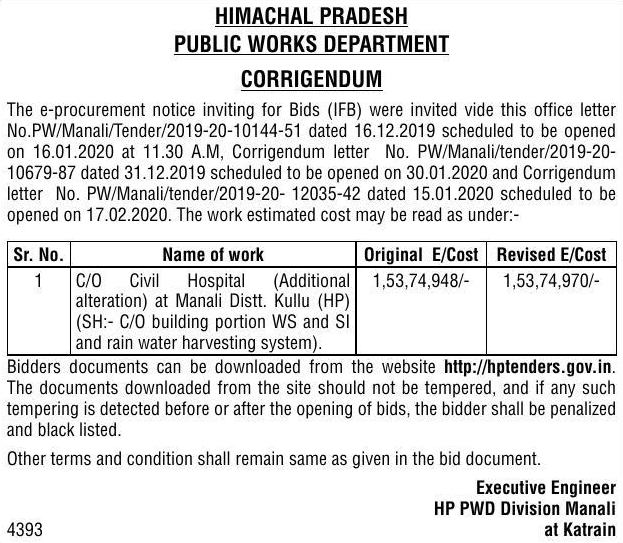 HIMACHAL PRADESH
PUBLIC WORKS DEPARTMENT
CORRIGENDUM
The e-procurement notice inviting for Bids (IFB) were invited vide this office letter
No.PW/Manali/Tender/2019-20-10144-51 dated 16.12.2019 scheduled to be opened
on 16.01.2020 at 11.30 A.M, Corrigendum letter No. PW/Manali/tender/2019-20-
10679-87 dated 31.12.2019 scheduled to be opened on 30.01.2020 and Corrigendum
letter No. PW/Manali/tender/2019-20- 12035-42 dated 15.01.2020 scheduled to be
opened on 17.02.2020. The work estimated cost may be read as under:-
Sr. No. Name of work Original E/Cost Revised E/Cost
1 C/O Civil Hospital (Additional 1,53,74,948/- 1,53,74,970/-
alteration) at Manali Distt. Kullu (HP)
(SH:- C/O building portion WS and SI
and rain water harvesting system).
Bidders documents can be downloaded from the website http://hptenders.gov.in.
The documents downloaded from the site should not be tempered, and if any such
tempering is detected before or after the opening of bids, the bidder shall be penalized
and black listed.
Other terms and condition shall remain same as given in the bid document.
Executive Engineer
HP PWD Division Manali
4393 at Katrain